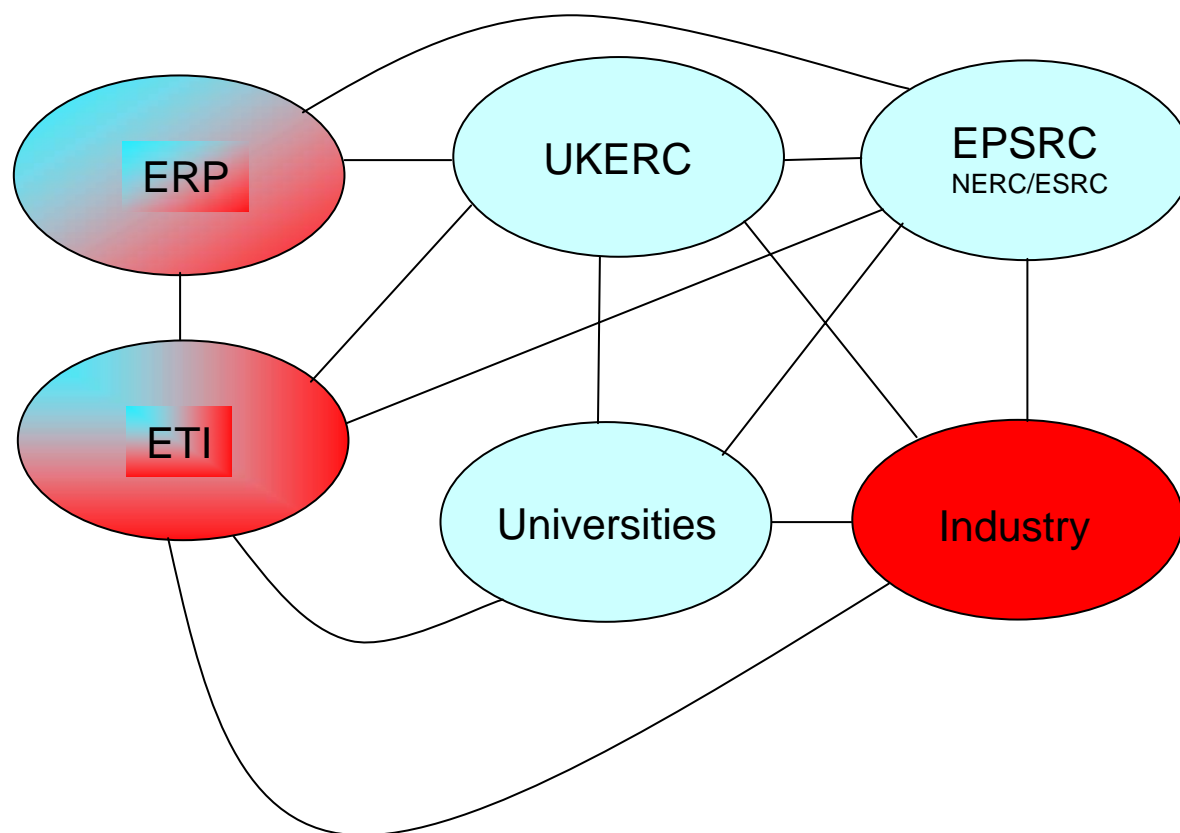 ERP
UKERC
EPSRC
NERC/ESRC
ETI
Universities
Industry